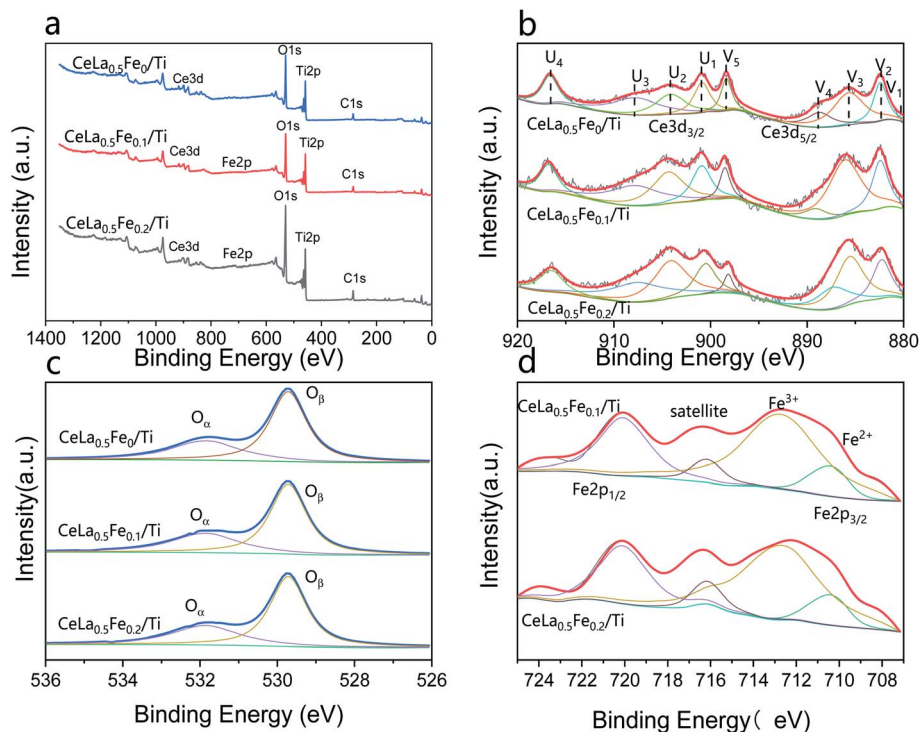 a
CeLa0.5Fe0/Ti
Ce3d
O1s
Ti2p
C1s
CeLa0.5Fe0.1/Ti
Ce3d
Fe2p
O1s
Ti2p
C1s
CeLa0.5Fe0.2/Ti
Ce3d
Fe2p
O1s
Ti2p
C1s
Intensity (a.u.)
1400 1200 1000 800 600 400 200 0
Binding Energy (eV)
b
U4
U3
U2
U1
V5
V4
V3
V2
V1
CeLa0.5Fe0/Ti
Ce3d3/2
Ce3d5/2
CeLa0.5Fe0.1/Ti
CeLa0.5Fe0.2/Ti
Intensity (a.u.)
920 910 900 890 880
Binding Energy (eV)
c
Oα
Oβ
CeLa0.5Fe0/Ti
Oα
Oβ
CeLa0.5Fe0.1/Ti
Oα
Oβ
CeLa0.5Fe0.2/Ti
Intensity(a.u.)
536 534 532 530 528 526
Binding Energy (eV)
d
CeLa0.5Fe0.1/Ti
satellite
Fe3+
Fe2+
Fe2p1/2
Fe2p3/2
CeLa0.5Fe0.2/Ti
Intensity(a.u.)
724 722 720 718 716 714 712 710 708
Binding Energy( eV)